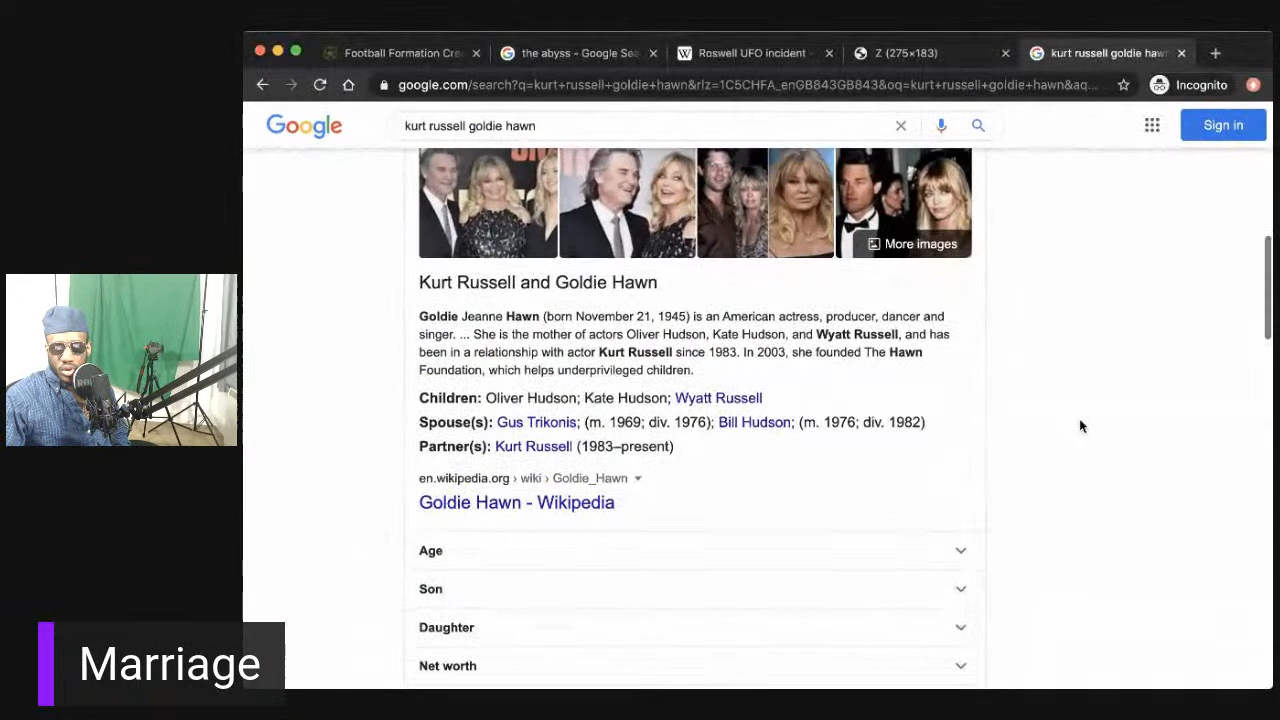 Football Formation Cre
the abyss - Google Sea
Roswell UFO incident
Z (275×183)
kurt russell goldie haw
google.com/search?q=kurt+russell+goldie+hawn&rlz=1C5CHFA_enGB843GB843&oq=kurt+russell+goldie+hawn&aq...
Incognito
Google
kurt russell goldie hawn
Sign in
More images
Kurt Russell and Goldie Hawn
Goldie Jeanne Hawn (born November 21, 1945) is an American actress, producer, dancer and
singer. ... She is the mother of actors Oliver Hudson, Kate Hudson, and Wyatt Russell, and has
been in a relationship with actor Kurt Russell since 1983. In 2003, she founded The Hawn
Foundation, which helps underprivileged children.
Children: Oliver Hudson; Kate Hudson; Wyatt Russell
Spouse(s): Gus Trikonis; (m. 1969; div. 1976); Bill Hudson; (m. 1976; div. 1982)
Partner(s): Kurt Russell (1983–present)
en.wikipedia.org › wiki › Goldie_Hawn
Goldie Hawn - Wikipedia
Age
Son
Daughter
Net worth
Marriage